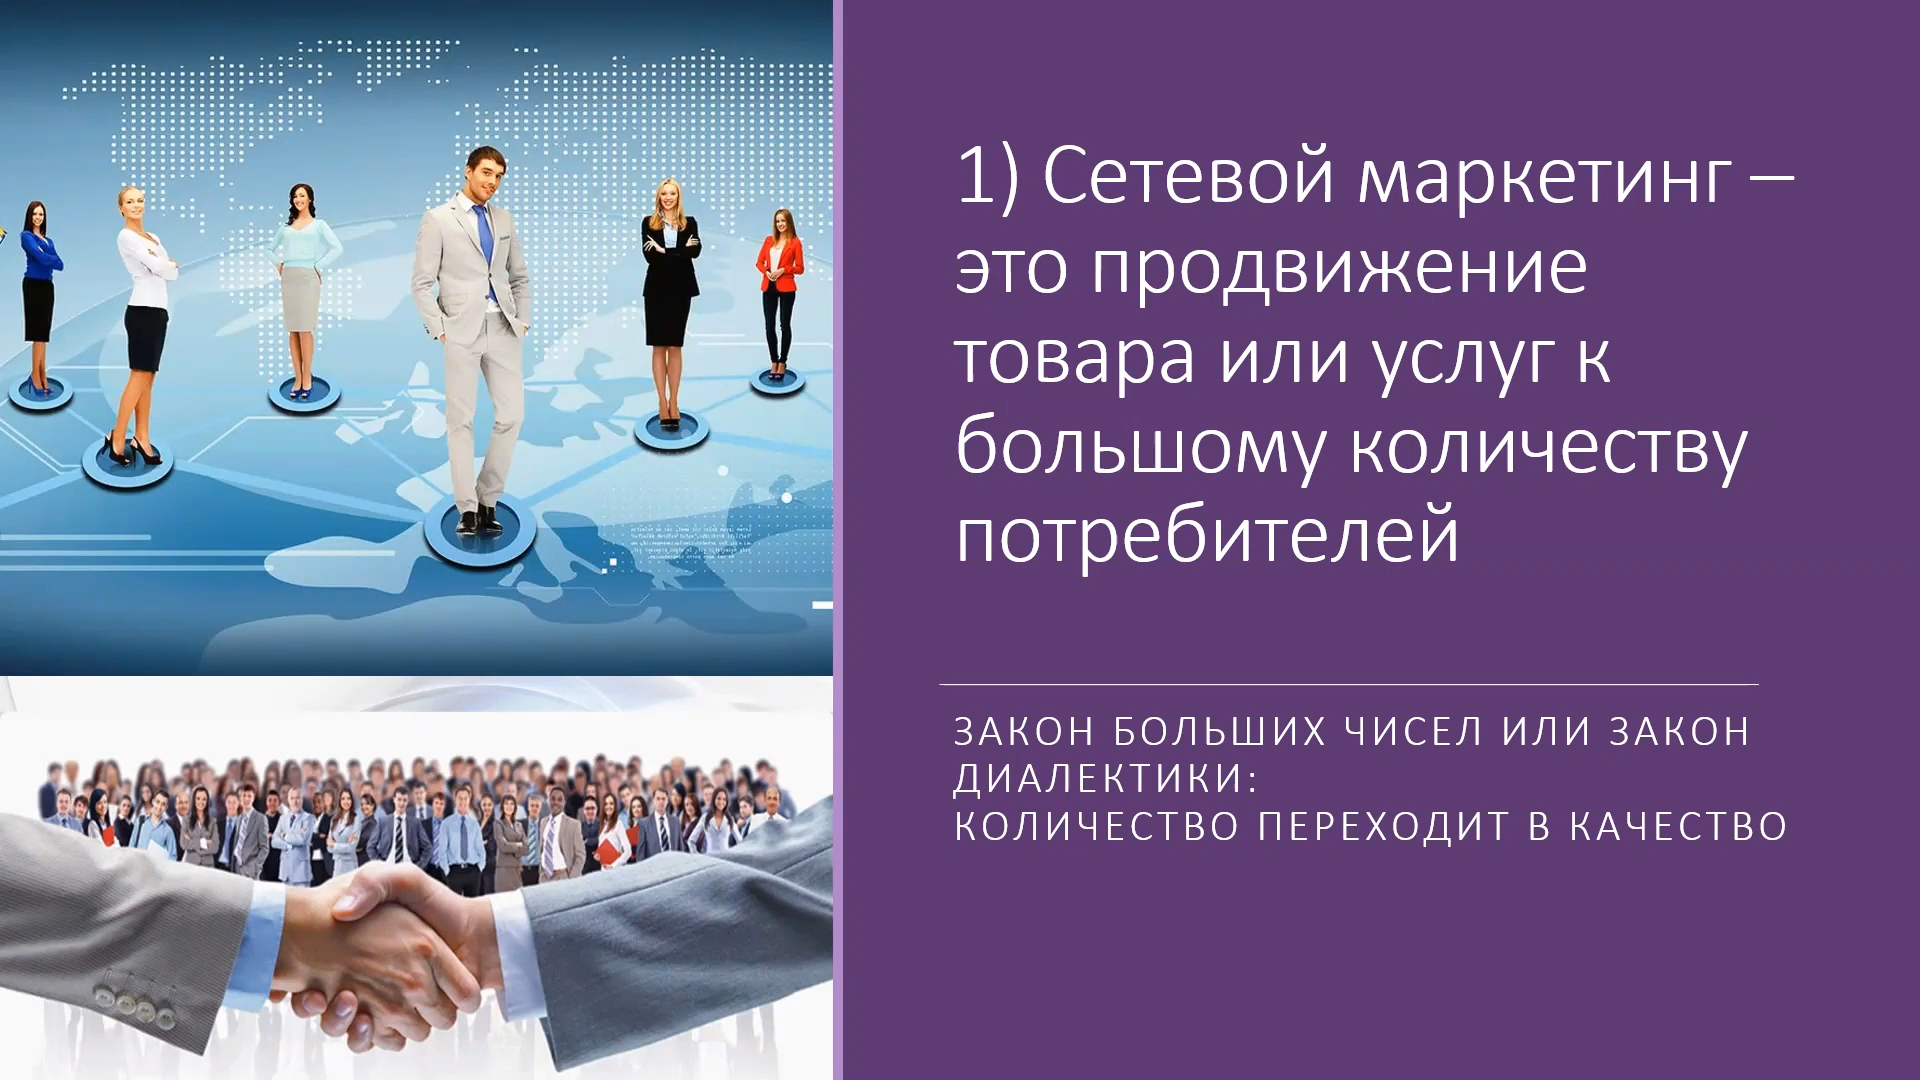 1) Сетевой маркетинг –
это продвижение
товара или услуг к
большому количеству
потребителей
ЗАКОН БОЛЬШИХ ЧИСЕЛ ИЛИ ЗАКОН
ДИАЛЕКТИКИ:
КОЛИЧЕСТВО ПЕРЕХОДИТ В КАЧЕСТВО